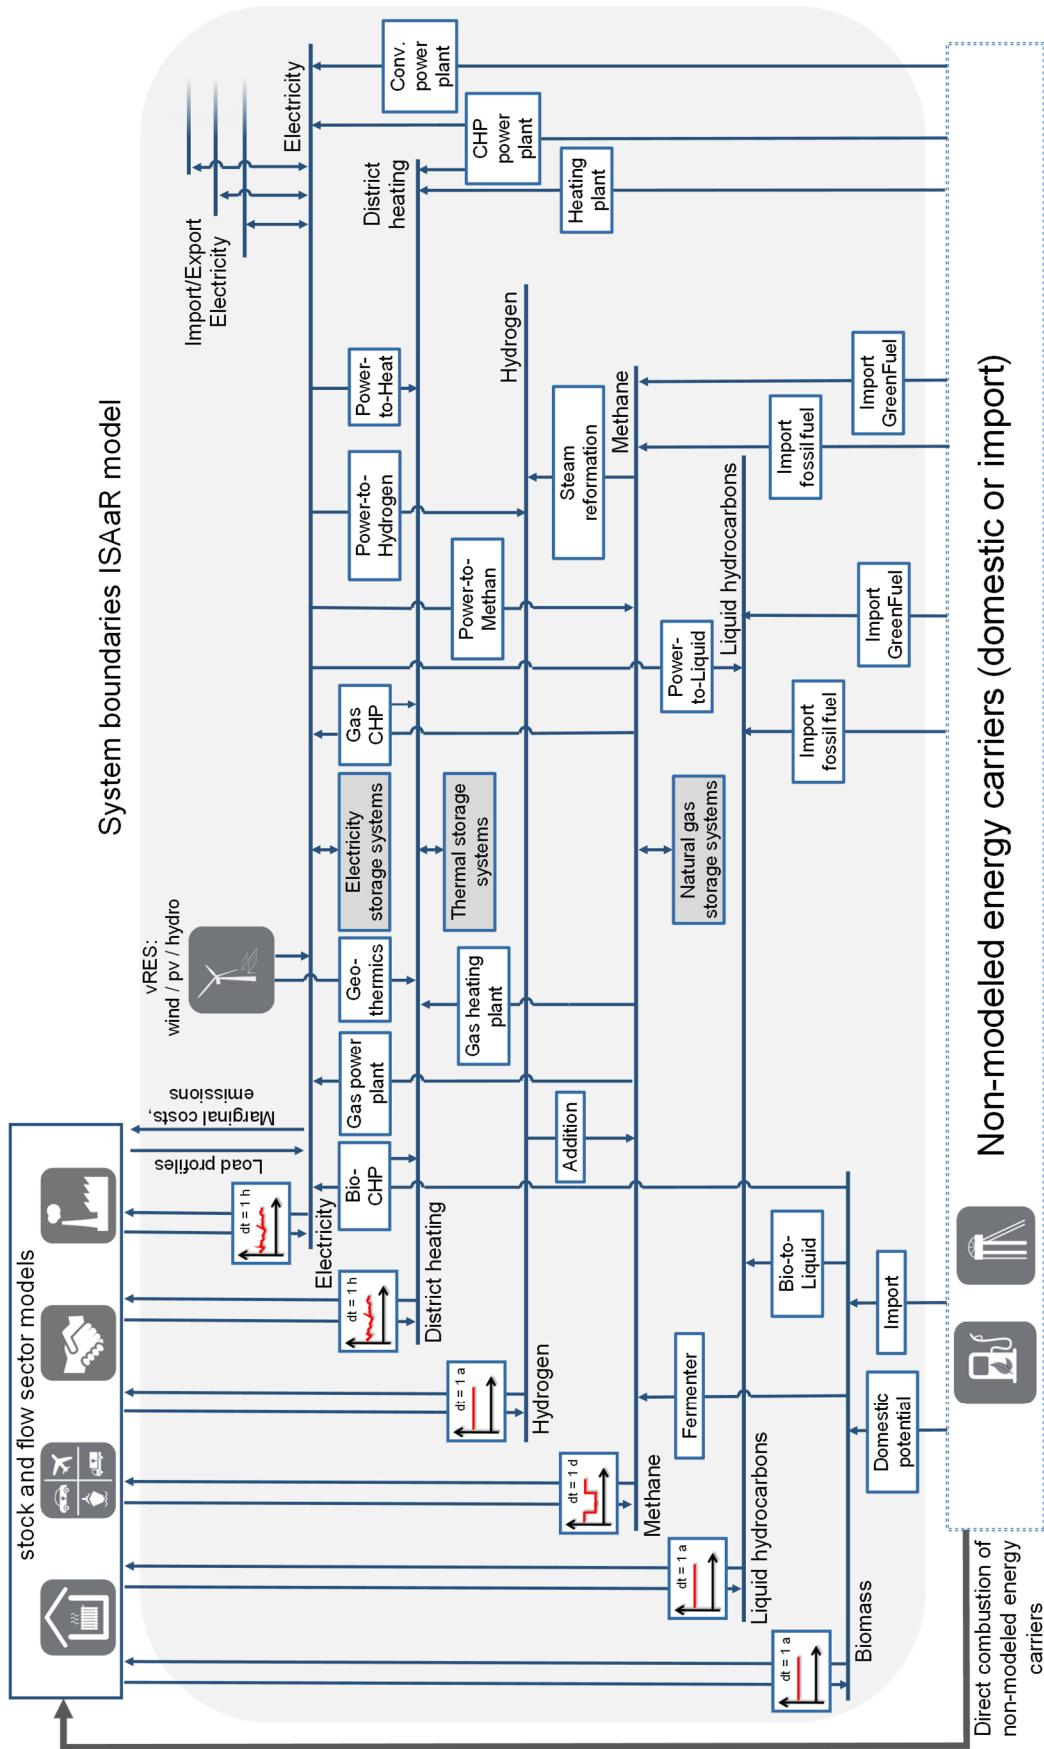 System boundaries ISAaR model
stock and flow sector models
Load profiles
Marginal costs,
emissions
vRES:
wind / pv / hydro
Import/Export
Electricity
dt = 1 h
Electricity
Electricity
Bio-
CHP
Gas power
plant
Geo-
thermics
Electricity
storage systems
Gas
CHP
Power-to-
Hydrogen
Power-
to-Heat
Conv.
power
plant
dt = 1 h
District heating
District
heating
Gas heating
plant
Thermal storage
systems
Power-to-
Methan
CHP
power
plant
dt = 1 a
Hydrogen
Hydrogen
Addition
Steam
reformation
Heating
plant
dt = 1 d
Methane
Methane
Fermenter
Natural gas
storage systems
Power-
to-Liquid
dt = 1 a
Liquid hydrocarbons
Liquid hydrocarbons
Bio-to-
Liquid
Import
fossil fuel
Import
GreenFuel
Import
fossil fuel
Import
GreenFuel
dt = 1 a
Biomass
Domestic
potential
Import
Direct combustion of
non-modeled energy
carriers
Non-modeled energy carriers (domestic or import)